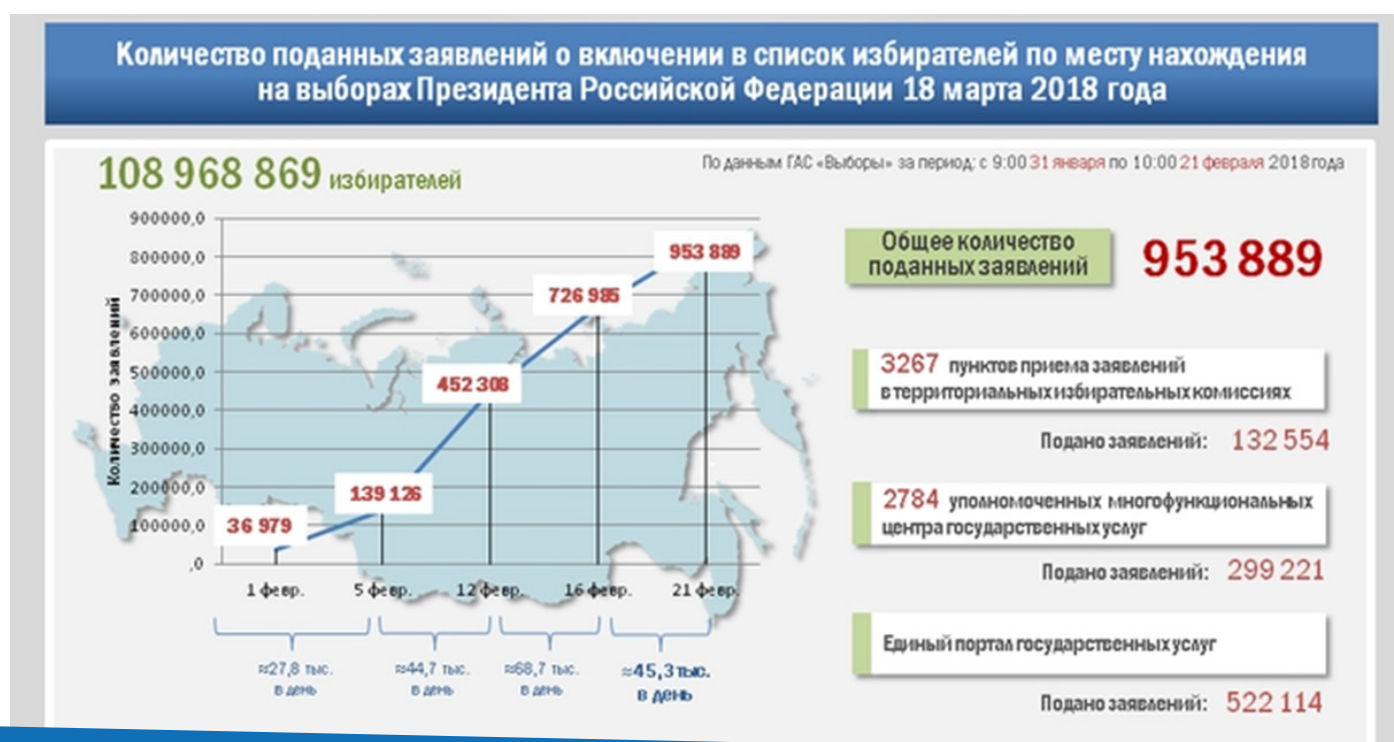 Количество поданных заявлений о включении в список избирателей по месту нахождения
на выборах Президента Российской Федерации 18 марта 2018 года
108 968 869 избирателей
По данным ГАС «Выборы» за период: с 9:00 31 января по 10:00 21 февраля 2018 года
Количество заявлений
900000,0
800000,0
700000,0
600000,0
500000,0
400000,0
300000,0
200000,0
100000,0
,0
36 979
139 126
452 308
726 985
953 889
1 февр.
5 февр.
12 февр.
16 февр.
21 февр.
≈27,8 тыс.
в день
≈44,7 тыс.
в день
≈68,7 тыс.
в день
≈45,3 тыс.
в день
Общее количество
поданных заявлений
953 889
3267 пунктов приема заявлений
в территориальных избирательных комиссиях
Подано заявлений: 132 554
2784 уполномоченных многофункциональных
центра государственных услуг
Подано заявлений: 299 221
Единый портал государственных услуг
Подано заявлений: 522 114